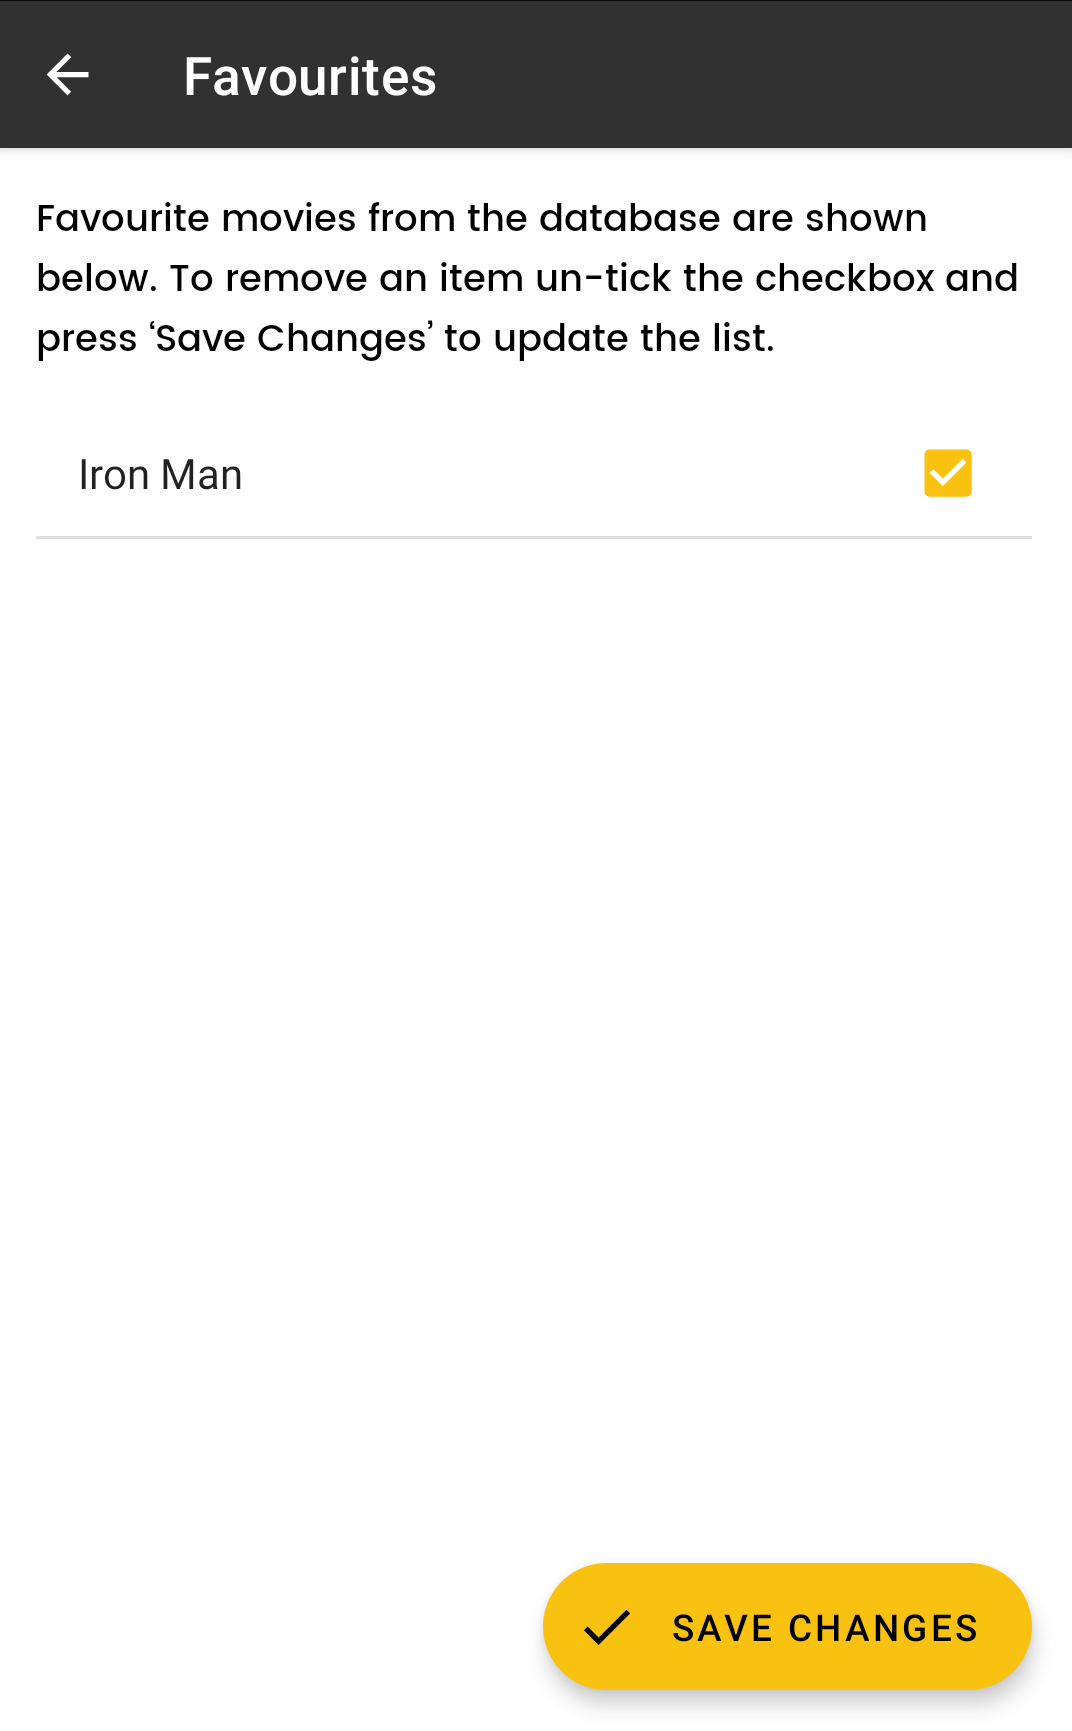 Favourites
Favourite movies from the database are shown
below. To remove an item un-tick the checkbox and
press ‘Save Changes’ to update the list.
Iron Man
SAVE CHANGES